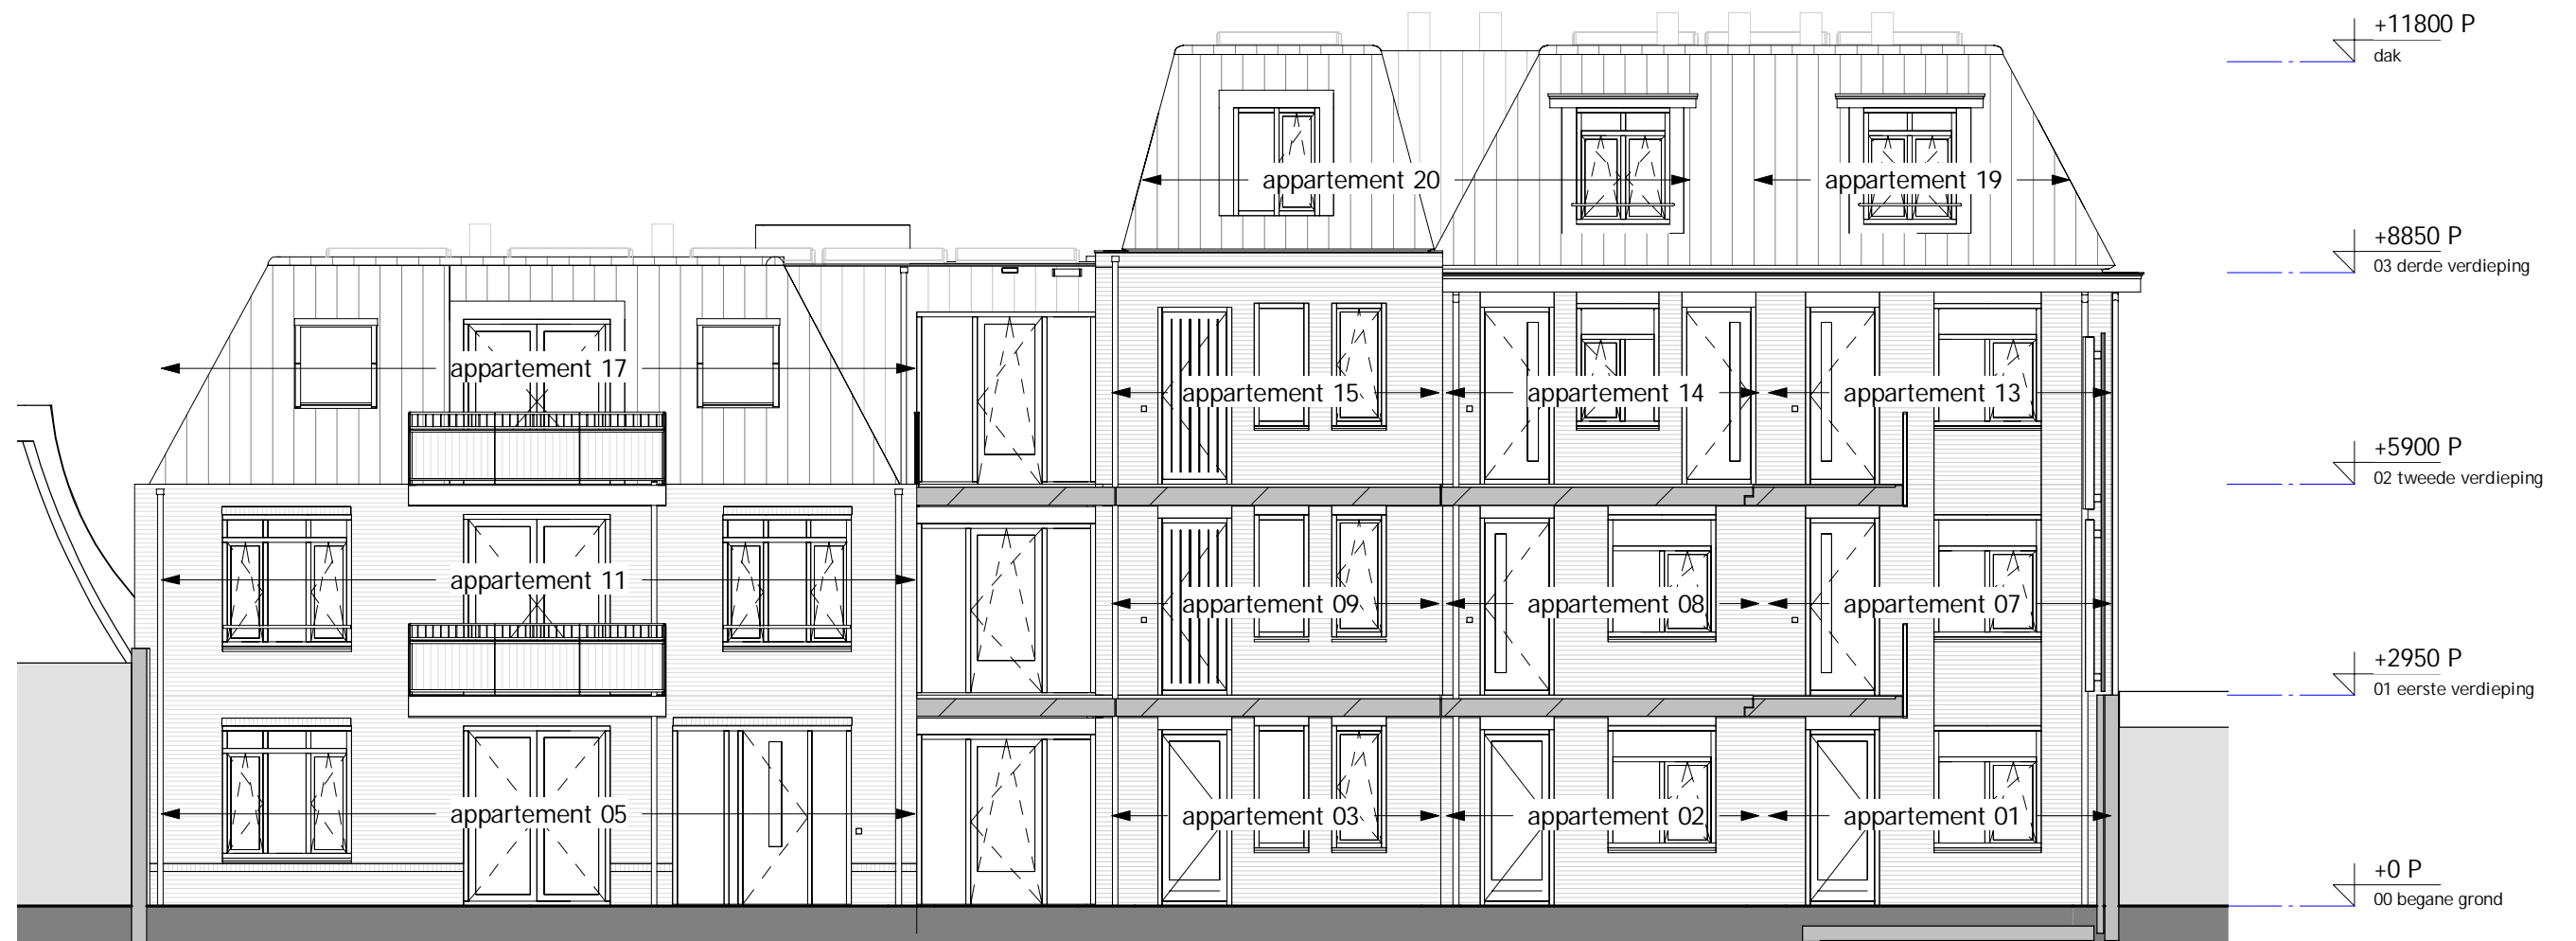 +11800 P
dak
appartement 20
appartement 19
+8850 P
03 derde verdieping
appartement 17
appartement 15
appartement 14
appartement 13
+5900 P
02 tweede verdieping
appartement 11
appartement 09
appartement 08
appartement 07
+2950 P
01 eerste verdieping
appartement 05
appartement 03
appartement 02
appartement 01
+0 P
00 begane grond